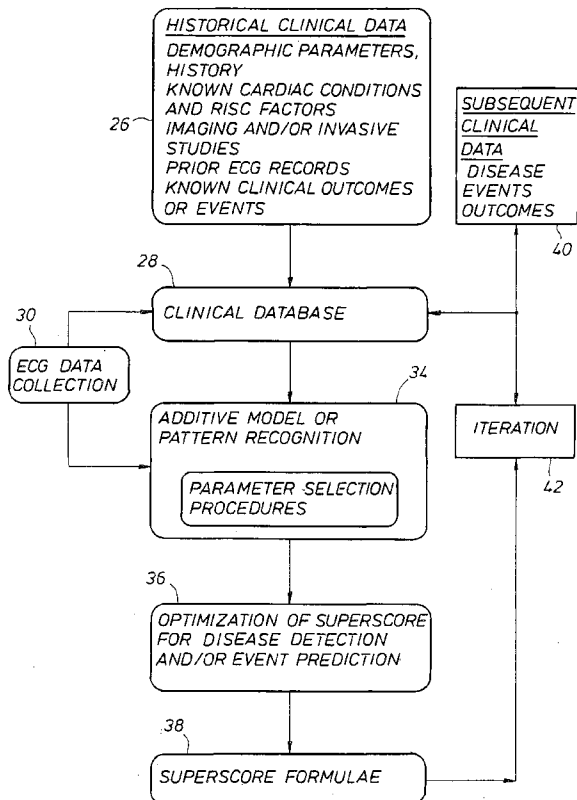 HISTORICAL CLINICAL DATA
DEMOGRAPHIC PARAMETERS,
HISTORY
KNOWN CARDIAC CONDITIONS
AND RISC FACTORS
IMAGING AND/OR INVASIVE
STUDIES
PRIOR ECG RECORDS
KNOWN CLINICAL OUTCOMES
OR EVENTS
26
SUBSEQUENT
CLINICAL
DATA
DISEASE
EVENTS
OUTCOMES
40
28
CLINICAL DATABASE
30
ECG DATA
COLLECTION
34
ADDITIVE MODEL OR
PATTERN RECOGNITION
PARAMETER SELECTION
PROCEDURES
ITERATION
42
36
OPTIMIZATION OF SUPERSCORE
FOR DISEASE DETECTION
AND/OR EVENT PREDICTION
38
SUPERSCORE FORMULAE